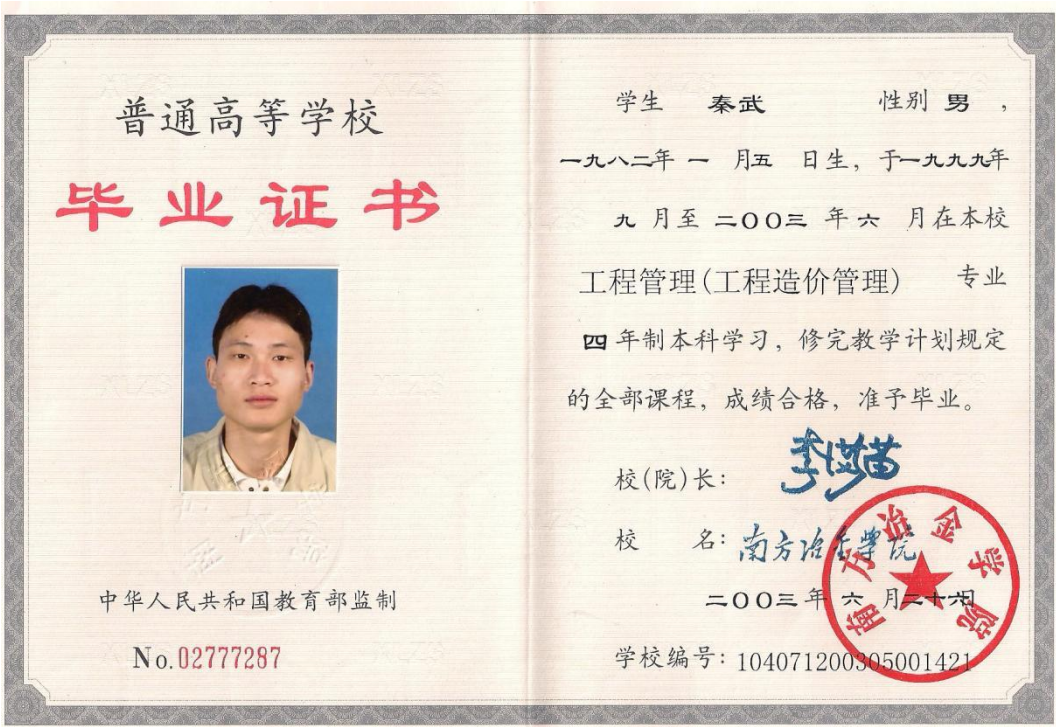 普通高等学校
毕业证书
中华人民共和国教育部监制
No.02777287
学生 秦武 性别 男 ，
一九八二年 一 月五 日生，于一九九九年
九 月至 二〇〇三 年 六 月在本校
工程管理(工程造价管理) 专业
四 年制本科学习，修完教学计划规定
的全部课程，成绩合格，准予毕业。
校(院)长：
校 名：南方冶金学院
二〇〇三年 六 月二十六日
学校编号：104071200305001421
南方冶金学院